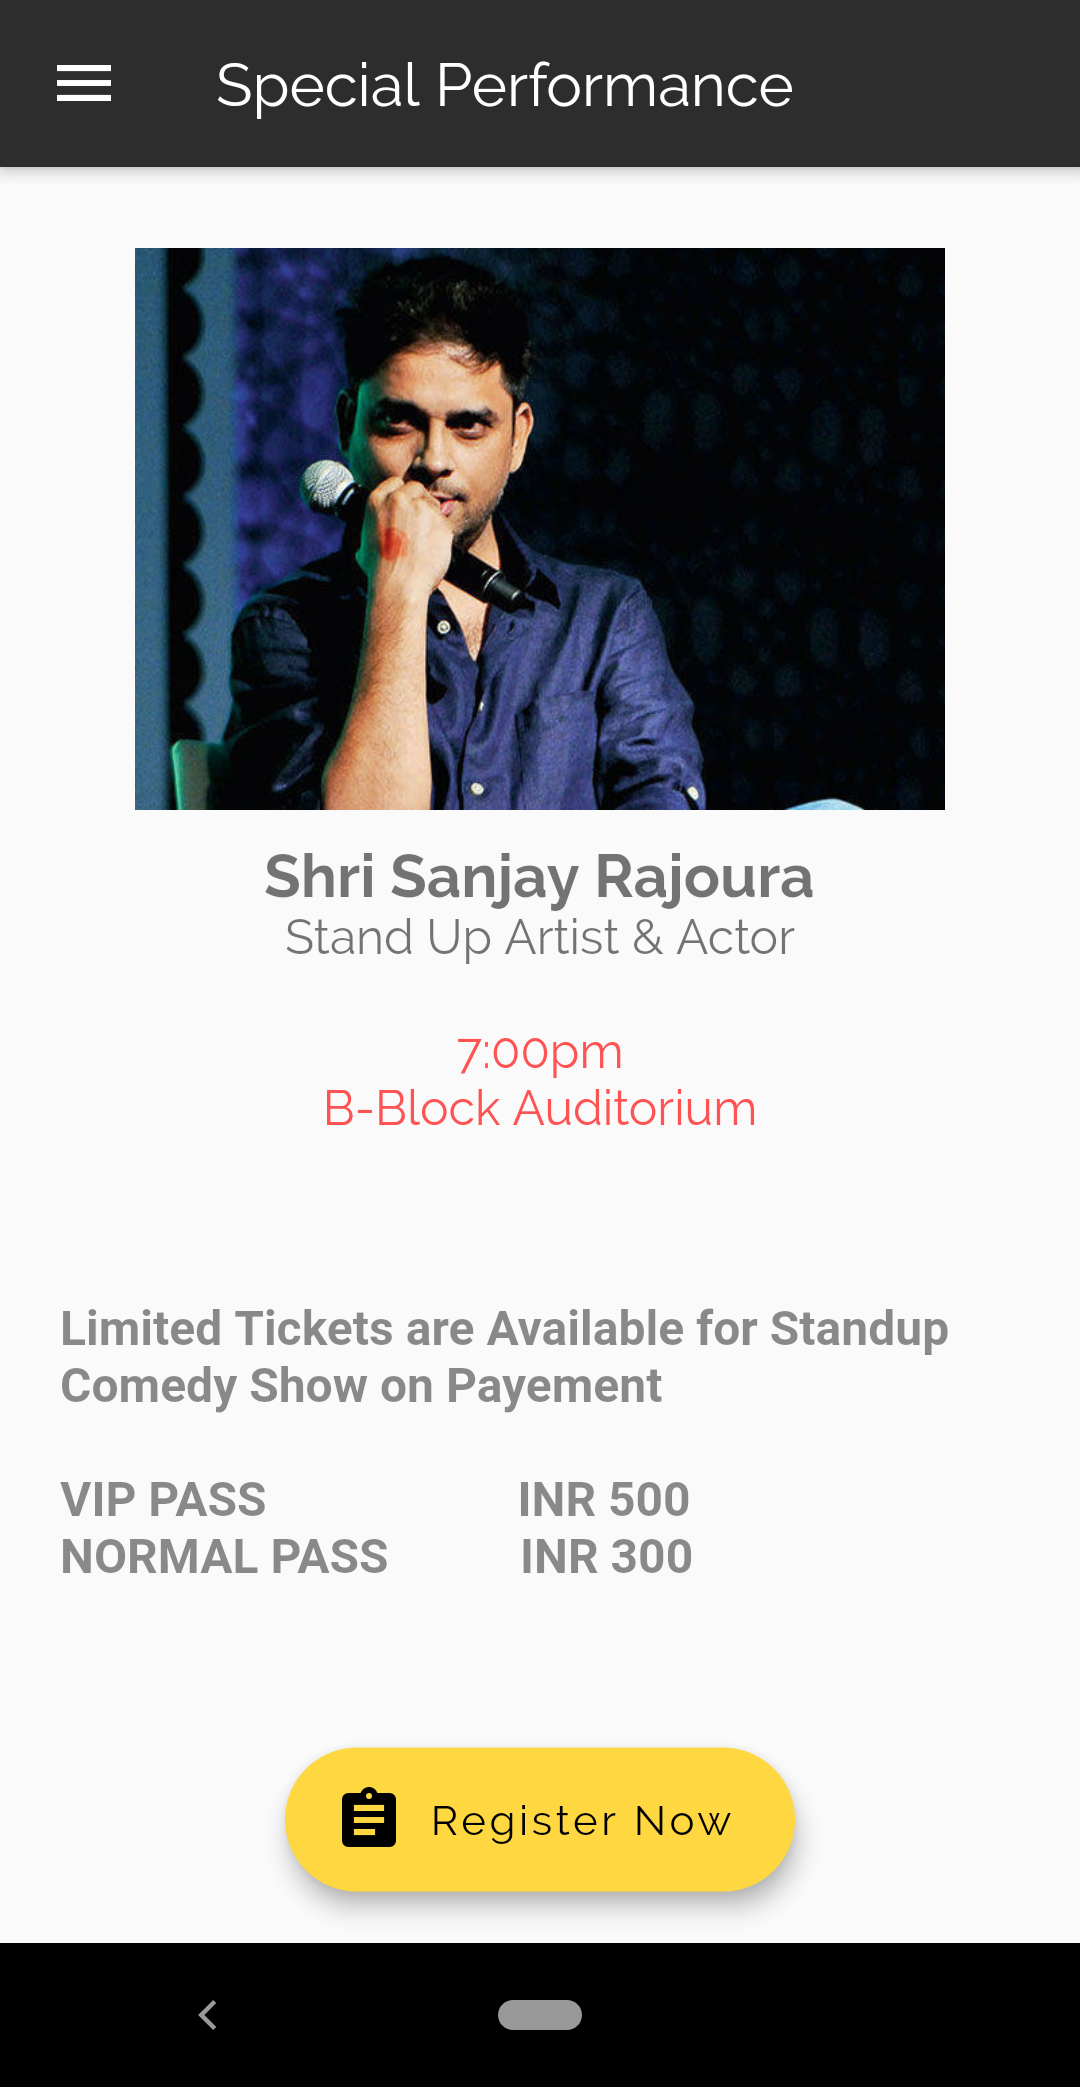 Special Performance
Shri Sanjay Rajoura
Stand Up Artist & Actor
7:00pm
B-Block Auditorium
Limited Tickets are Available for Standup
Comedy Show on Payement
VIP PASS INR 500
NORMAL PASS INR 300
Register Now